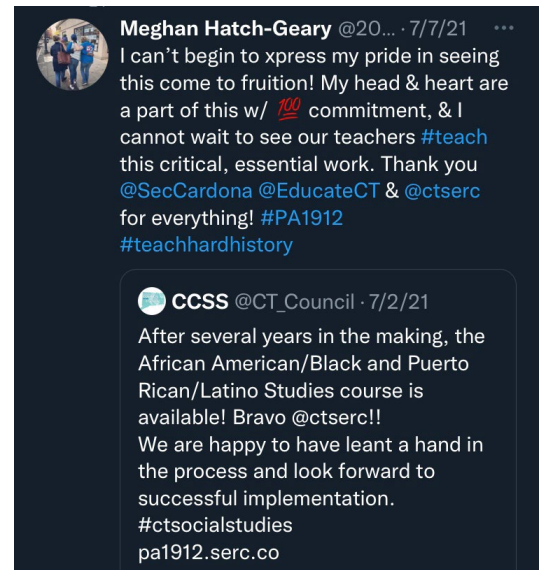 Meghan Hatch-Geary @20... · 7/7/21 ···
I can't begin to xpress my pride in seeing
this come to fruition! My head & heart are
a part of this w/ 💯 commitment, & I
cannot wait to see our teachers #teach
this critical, essential work. Thank you
@SecCardona @EducateCT & @ctserc
for everything! #PA1912
#teachhardhistory
CCSS @CT_Council · 7/2/21
After several years in the making, the
African American/Black and Puerto
Rican/Latino Studies course is
available! Bravo @ctserc!!
We are happy to have leant a hand in
the process and look forward to
successful implementation.
#ctsocialstudies
pa1912.serc.co